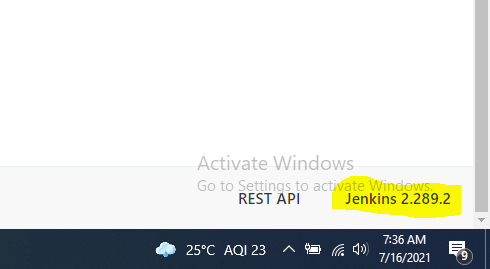 Activate Windows
Go to Settings to activate Windows.
REST API Jenkins 2.289.2
25°C AQI 23 7:36 AM
7/16/2021 9